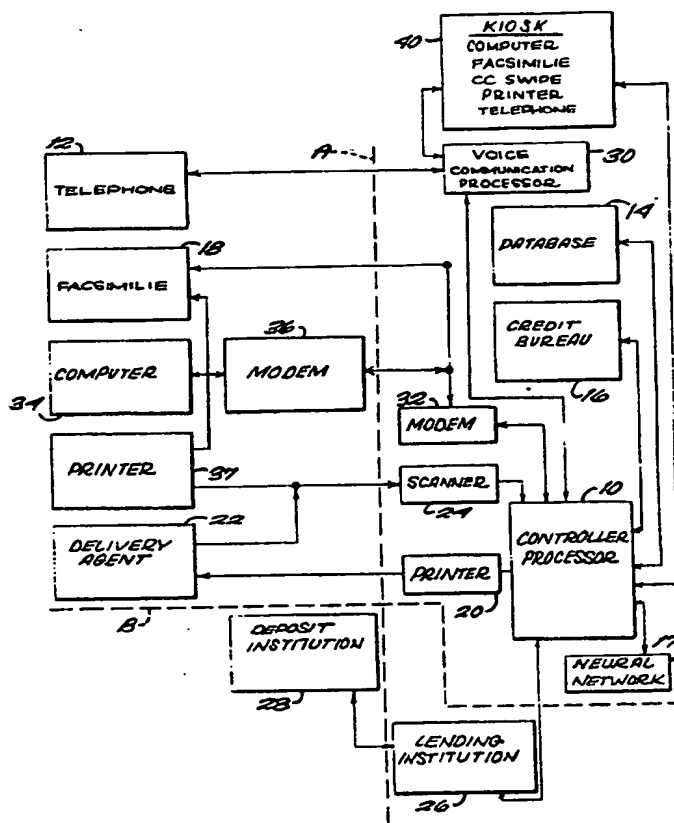 40
KIOSK
COMPUTER
FACSIMILIE
CC SWIPE
PRINTER
TELEPHONE
12
TELEPHONE
A
VOICE
COMMUNICATION
PROCESSOR
30
14
DATABASE
18
FACSIMILIE
CREDIT
BUREAU
16
36
COMPUTER
34
MODEM
32
MODEM
PRINTER
37
SCANNER
24
10
CONTROLLER
PROCESSOR
22
DELIVERY
AGENT
PRINTER
20
B
DEPOSIT
INSTITUTION
28
NEURAL
NETWORK
LENDING
INSTITUTION
26